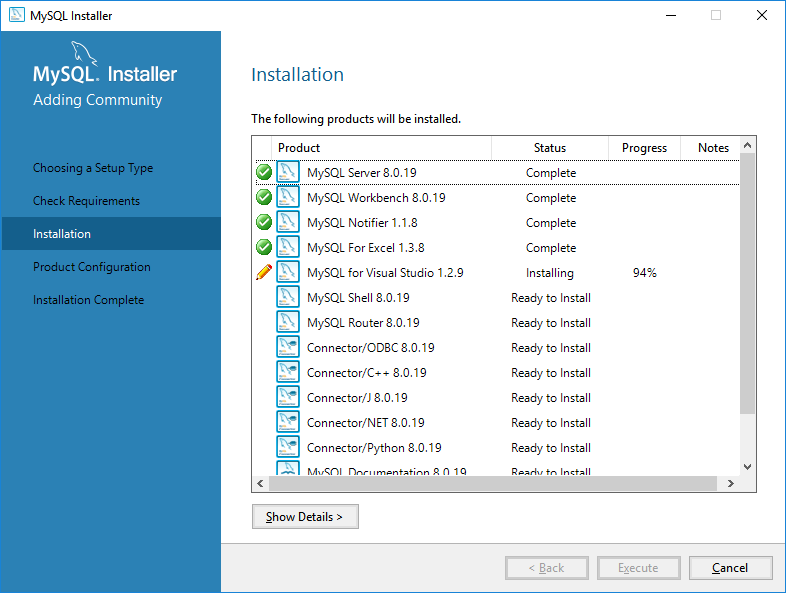 MySQL Installer
MySQL. Installer
Adding Community
Choosing a Setup Type
Check Requirements
Installation
Product Configuration
Installation Complete
Installation
The following products will be installed.
Product Status Progress Notes
MySQL Server 8.0.19 Complete
MySQL Workbench 8.0.19 Complete
MySQL Notifier 1.1.8 Complete
MySQL For Excel 1.3.8 Complete
MySQL for Visual Studio 1.2.9 Installing 94%
MySQL Shell 8.0.19 Ready to Install
MySQL Router 8.0.19 Ready to Install
Connector/ODBC 8.0.19 Ready to Install
Connector/C++ 8.0.19 Ready to Install
Connector/J 8.0.19 Ready to Install
Connector/NET 8.0.19 Ready to Install
Connector/Python 8.0.19 Ready to Install
MySQL Documentation 8.0.19 Ready to Install
Show Details >
< Back Execute Cancel